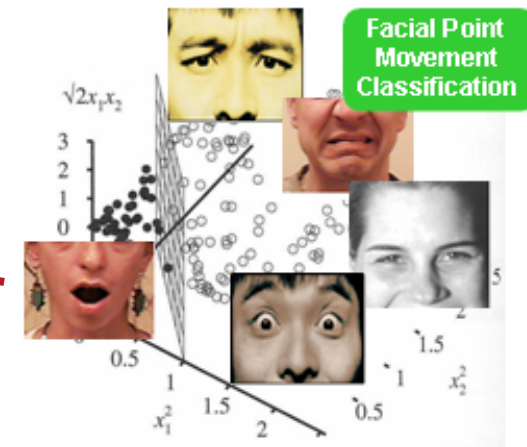 Facial Point
Movement
Classification
√2x₁x₂
3
2
1
0
0.5
1
1.5
2
x₁²
0.5
1
1.5
2
5
x₂²